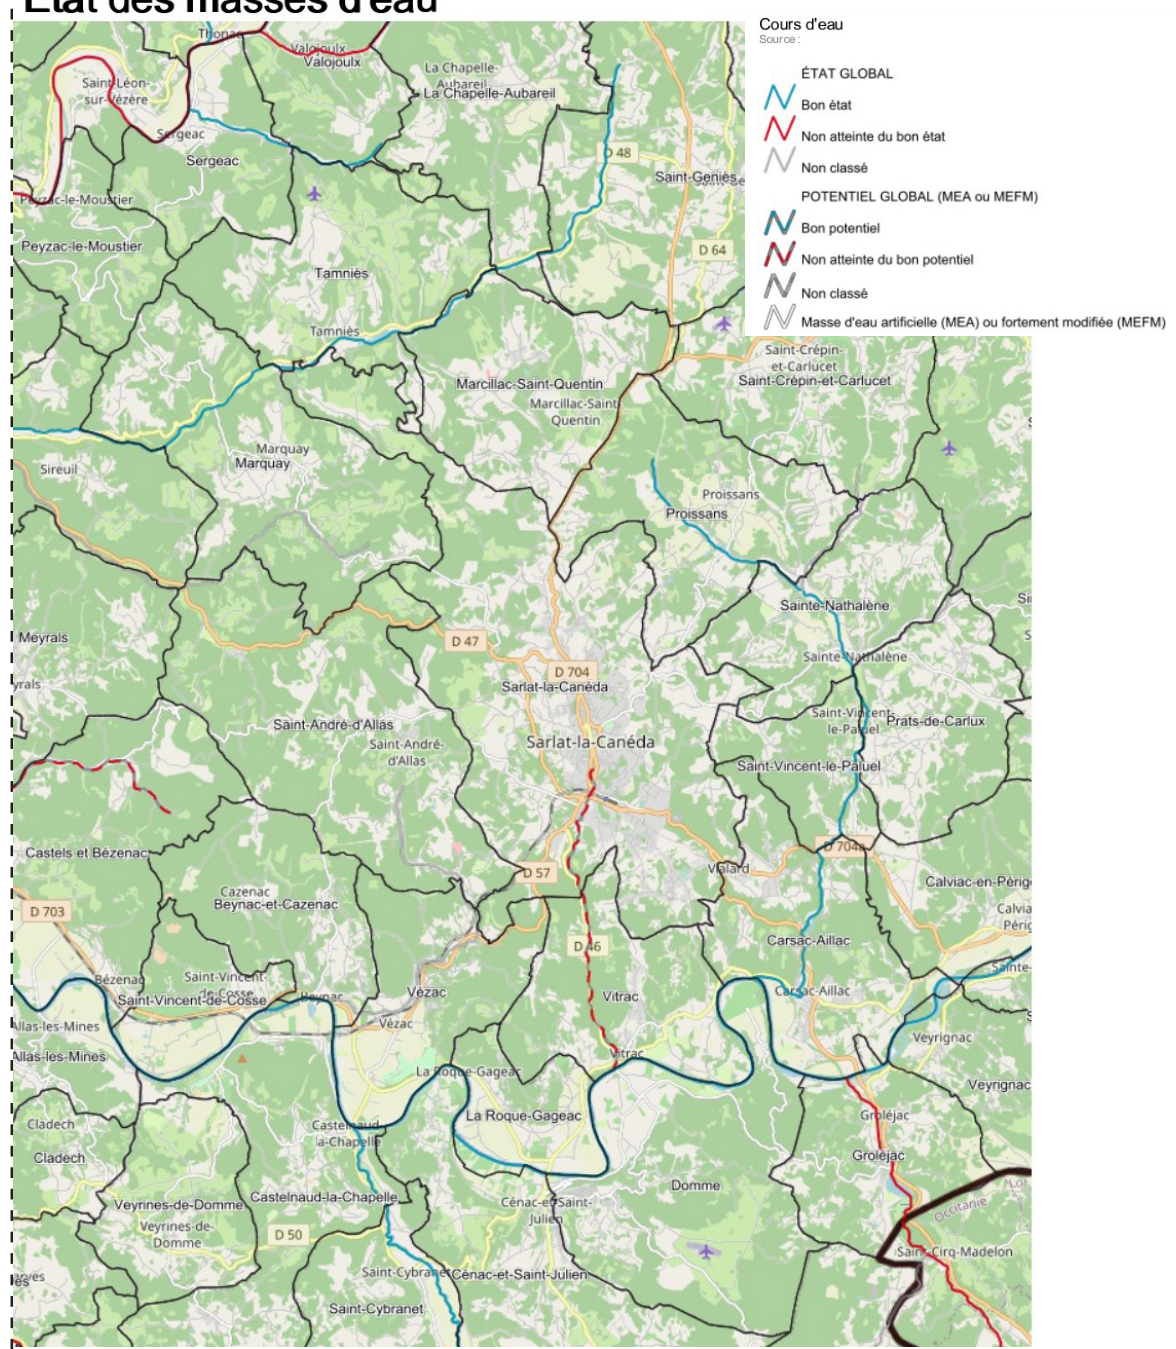 État des masses d'eau
Cours d'eau
Source :
ÉTAT GLOBAL
Bon état
Non atteinte du bon état
Non classé
POTENTIEL GLOBAL (MEA ou MEFM)
Bon potentiel
Non atteinte du bon potentiel
Non classé
Masse d'eau artificielle (MEA) ou fortement modifiée (MEFM)
Thonac
Valojoulx
Valojoulx
La Chapelle-
Aubareil
La Chapelle-Aubareil
Saint-Léon-
sur-Vézère
Sergeac
Sergeac
D 48
Saint-Geniès
Peyzac-le-Moustier
Peyzac-le-Moustier
D 64
Tamniès
Tamniès
Saint-Crépin-
et-Carlucet
Saint-Crépin-et-Carlucet
Marcillac-Saint-Quentin
Marcillac-Saint-
Quentin
Marquay
Marquay
Sireuil
Proissans
Proissans
Sainte-Nathalène
Sainte-Nathalène
Meyrals
D 47
D 704
Sarlat-la-Canéda
Sarlat-la-Canéda
Saint-André-d'Allas
Saint-André-
d'Allas
Saint-Vincent-
le-Paluel
Prats-de-Carlux
Saint-Vincent-le-Paluel
D 704a
Castels et Bézenac
D 57
Vialard
Cazenac
Beynac-et-Cazenac
Calviac-en-Périg
Calvia
Périg
D 703
D 46
Carsac-Aillac
Carsac-Aillac
Sainte-
Bézenac
Saint-Vincent-
de-Cosse
Saint-Vincent-de-Cosse
Beynac
Vézac
Vézac
Vitrac
Vitrac
Allas-les-Mines
Allas-les-Mines
Veyrignac
Veyrignac
La Roque-Gageac
La Roque-Gageac
Castelnaud-
la-Chapelle
Castelnaud-la-Chapelle
Cladech
Cladech
Groléjac
Groléjac
Domme
Veyrines-de-Domme
Veyrines-de-
Domme
Cénac-et-Saint-
Julien
Cénac-et-Saint-Julien
D 50
Occitanie
Saint-Cirq-Madelon
Saint-Cybranet
Saint-Cybranet